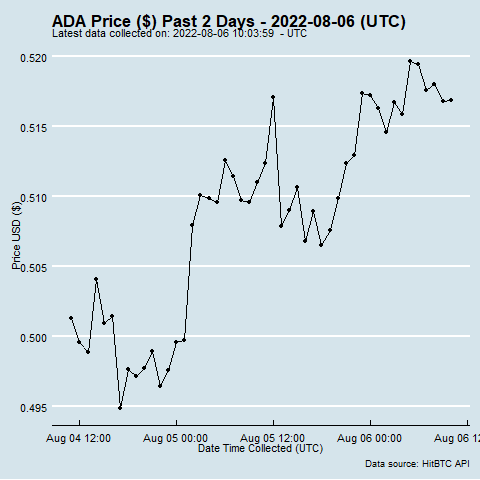 ADA Price ($) Past 2 Days - 2022-08-06 (UTC)
Latest data collected on: 2022-08-06 10:03:59 - UTC
0.520
0.515
0.510
0.505
0.500
0.495
Price USD ($)
Aug 04 12:00 Aug 05 00:00 Aug 05 12:00 Aug 06 00:00 Aug 06 12
Date Time Collected (UTC)
Data source: HitBTC API